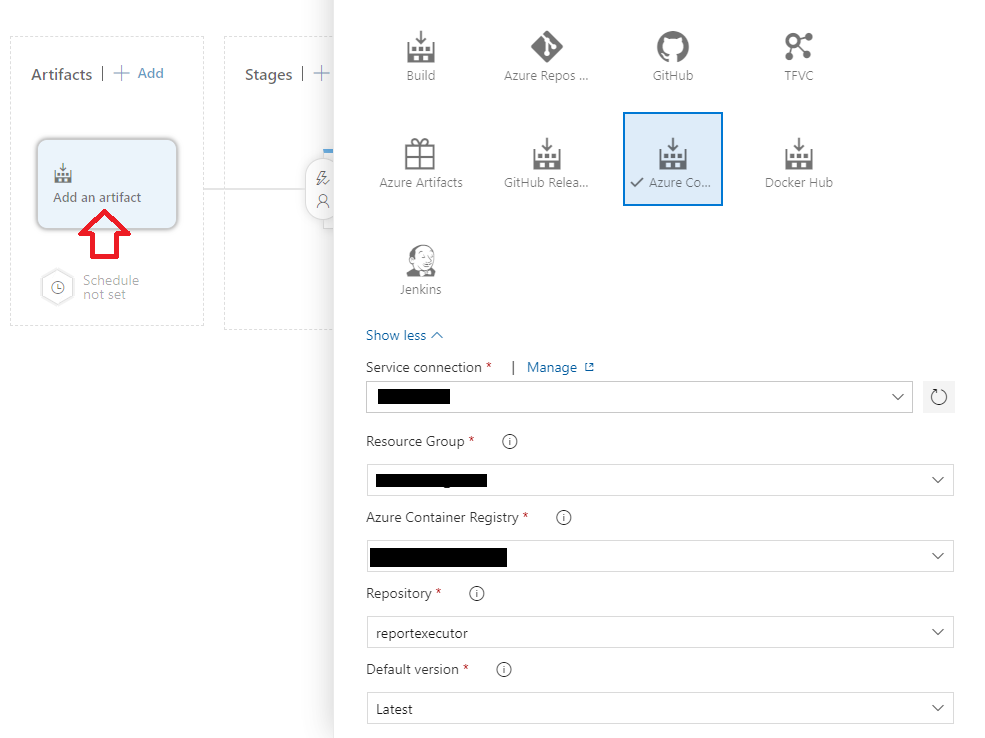 Artifacts | + Add
Stages | +
Add an artifact
Schedule
not set
Build
Azure Repos ...
GitHub
TFVC
Azure Artifacts
GitHub Relea...
Azure Co...
Docker Hub
Jenkins
Show less
Service connection * | Manage
Resource Group *
Azure Container Registry *
Repository *
reportexecutor
Default version *
Latest